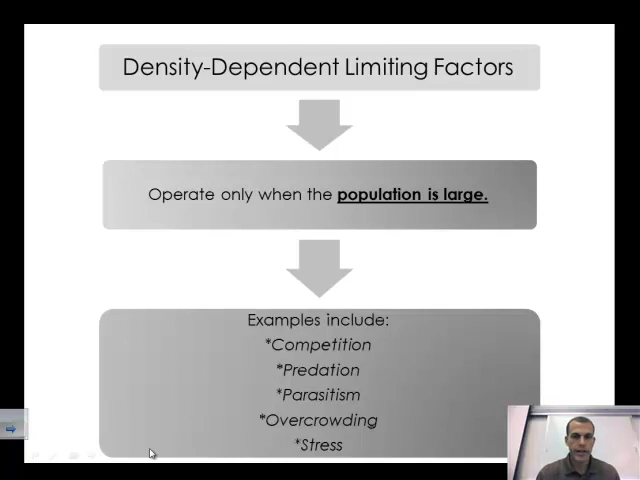 Density-Dependent Limiting Factors
Operate only when the population is large.
Examples include:
*Competition
*Predation
*Parasitism
*Overcrowding
*Stress